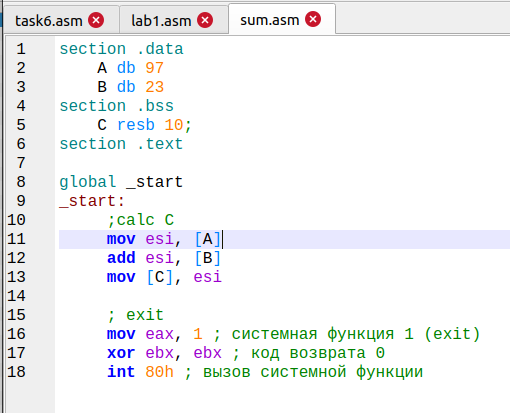 task6.asm lab1.asm sum.asm
1 section .data
2 A db 97
3 B db 23
4 section .bss
5 C resb 10;
6 section .text
7
8 global _start
9 _start:
10 ;calc C
11 mov esi, [A]
12 add esi, [B]
13 mov [C], esi
14
15 ; exit
16 mov eax, 1 ; системная функция 1 (exit)
17 xor ebx, ebx ; код возврата 0
18 int 80h ; вызов системной функции